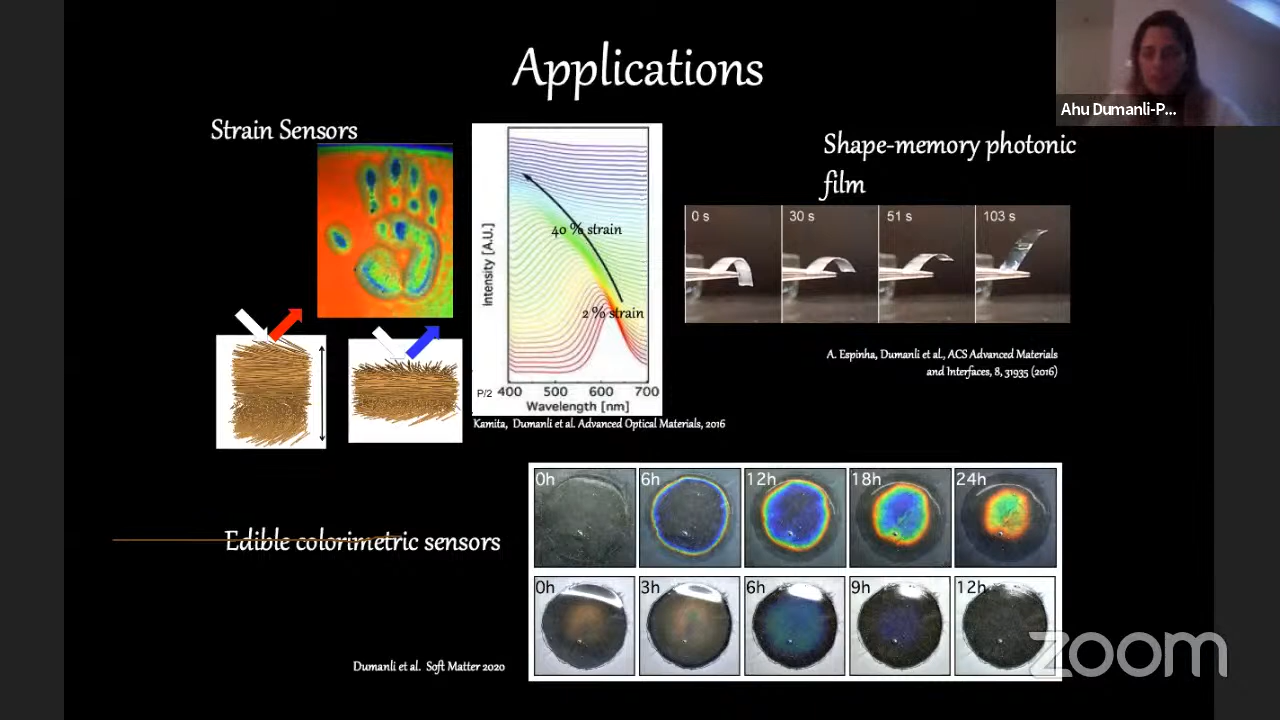 Applications
Ahu Dumanli-P...
Strain Sensors
Intensity [A.U.]
40 % strain
2 % strain
P/2
400 500 600 700
Wavelength [nm]
Kamita, Dumanli et al. Advanced Optical Materials, 2016
Shape-memory photonic
film
0 s 30 s 51 s 103 s
A. Espinha, Dumanli et al., ACS Advanced Materials
and Interfaces, 8, 31935 (2016)
Edible colorimetric sensors
0h 6h 12h 18h 24h
0h 3h 6h 9h 12h
Dumanli et al. Soft Matter 2020
zoom